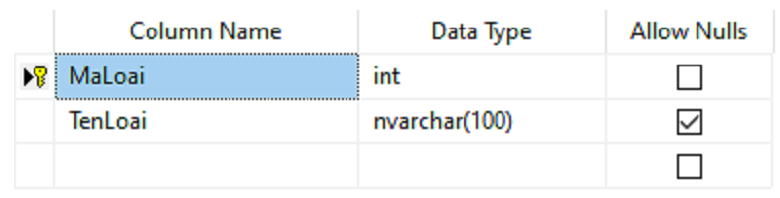 Column Name Data Type Allow Nulls
MaLoai int
TenLoai nvarchar(100)